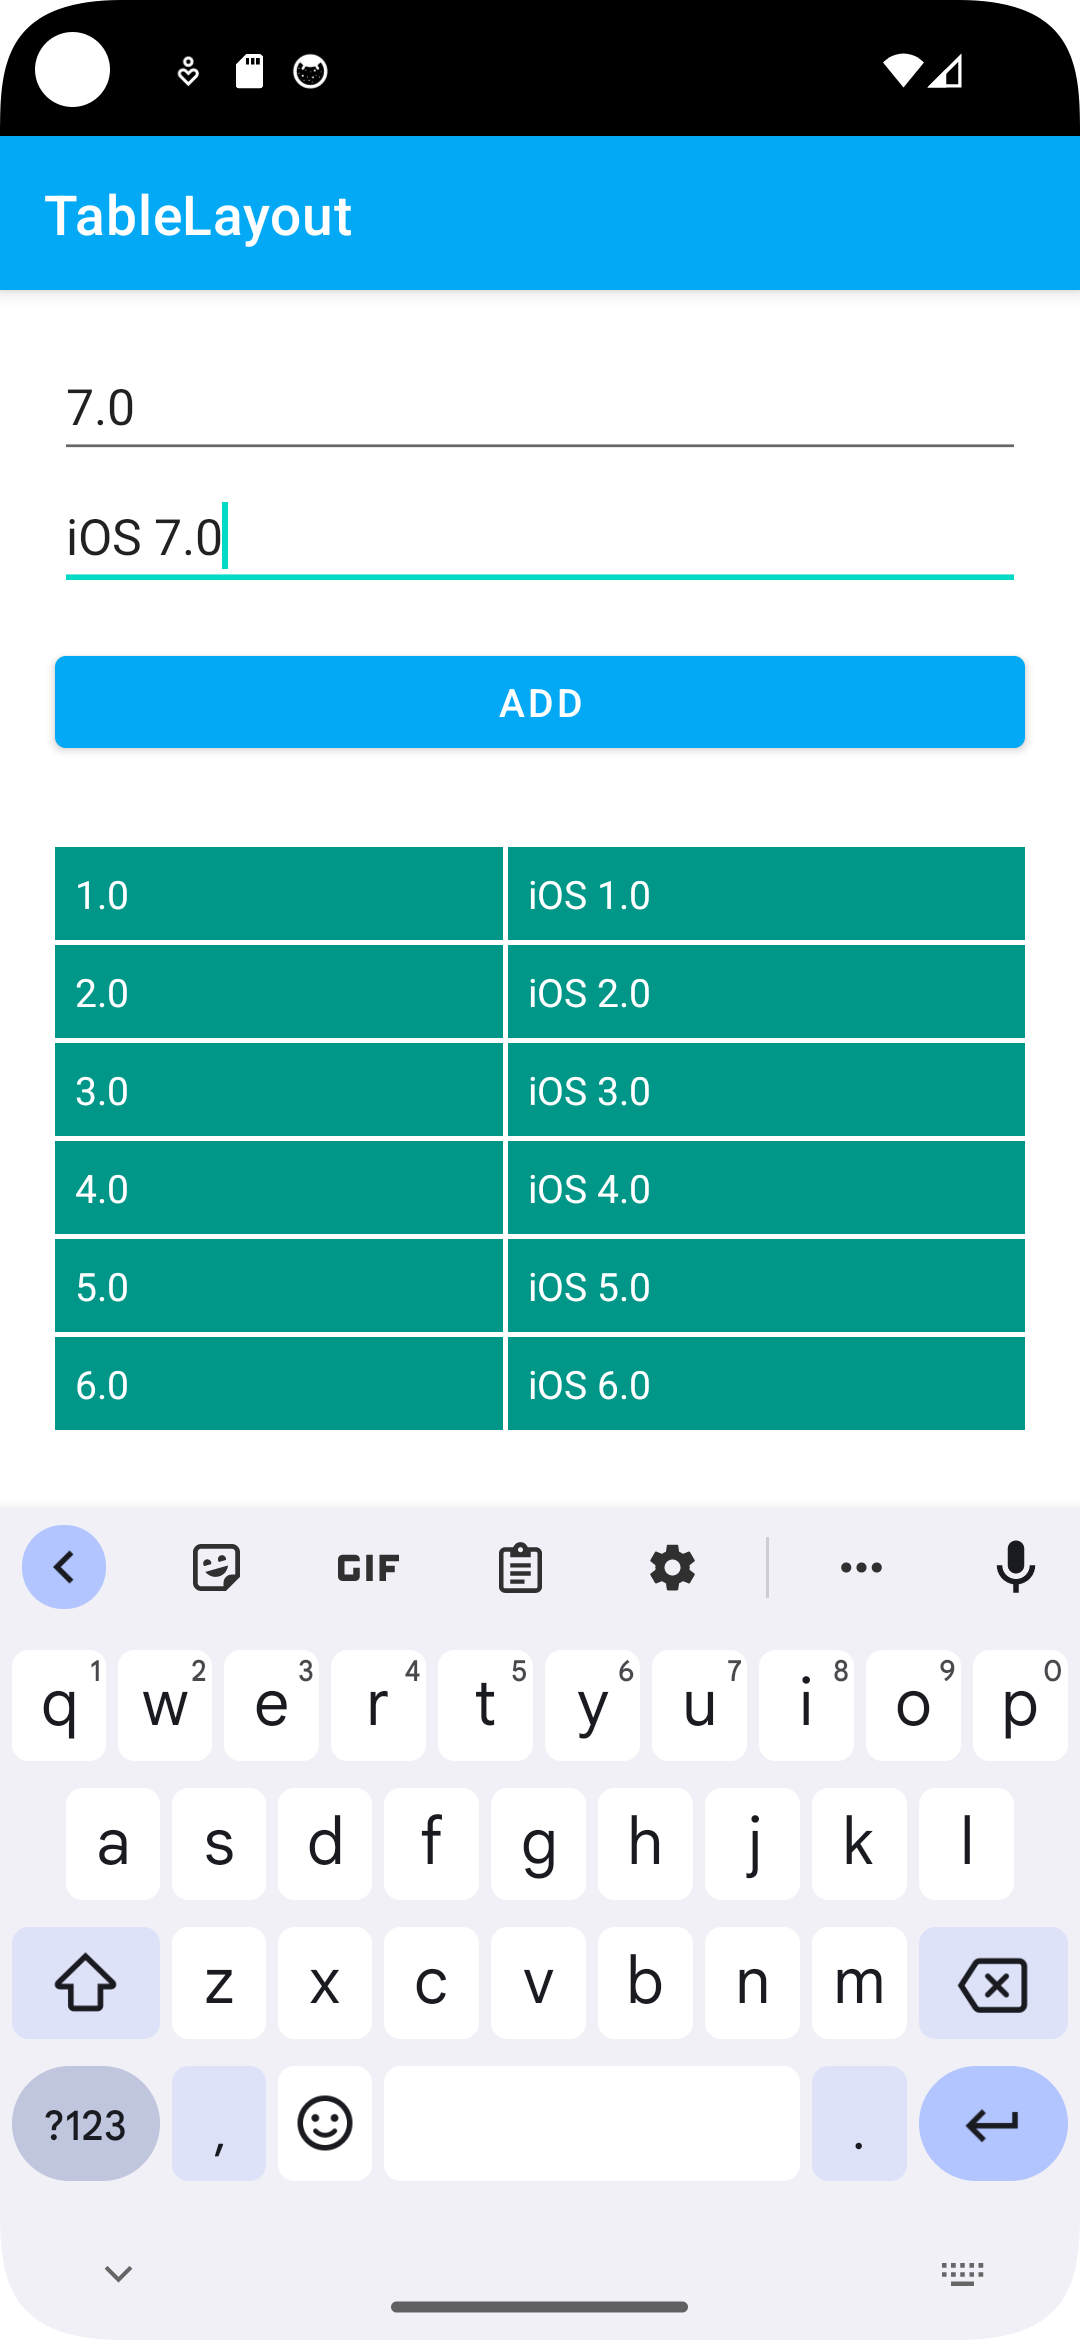 TableLayout
7.0
iOS 7.0
ADD
1.0 iOS 1.0
2.0 iOS 2.0
3.0 iOS 3.0
4.0 iOS 4.0
5.0 iOS 5.0
6.0 iOS 6.0
GIF
q 1 w 2 e 3 r 4 t 5 y 6 u 7 i 8 o 9 p 0
a s d f g h j k l
z x c v b n m
?123 , .